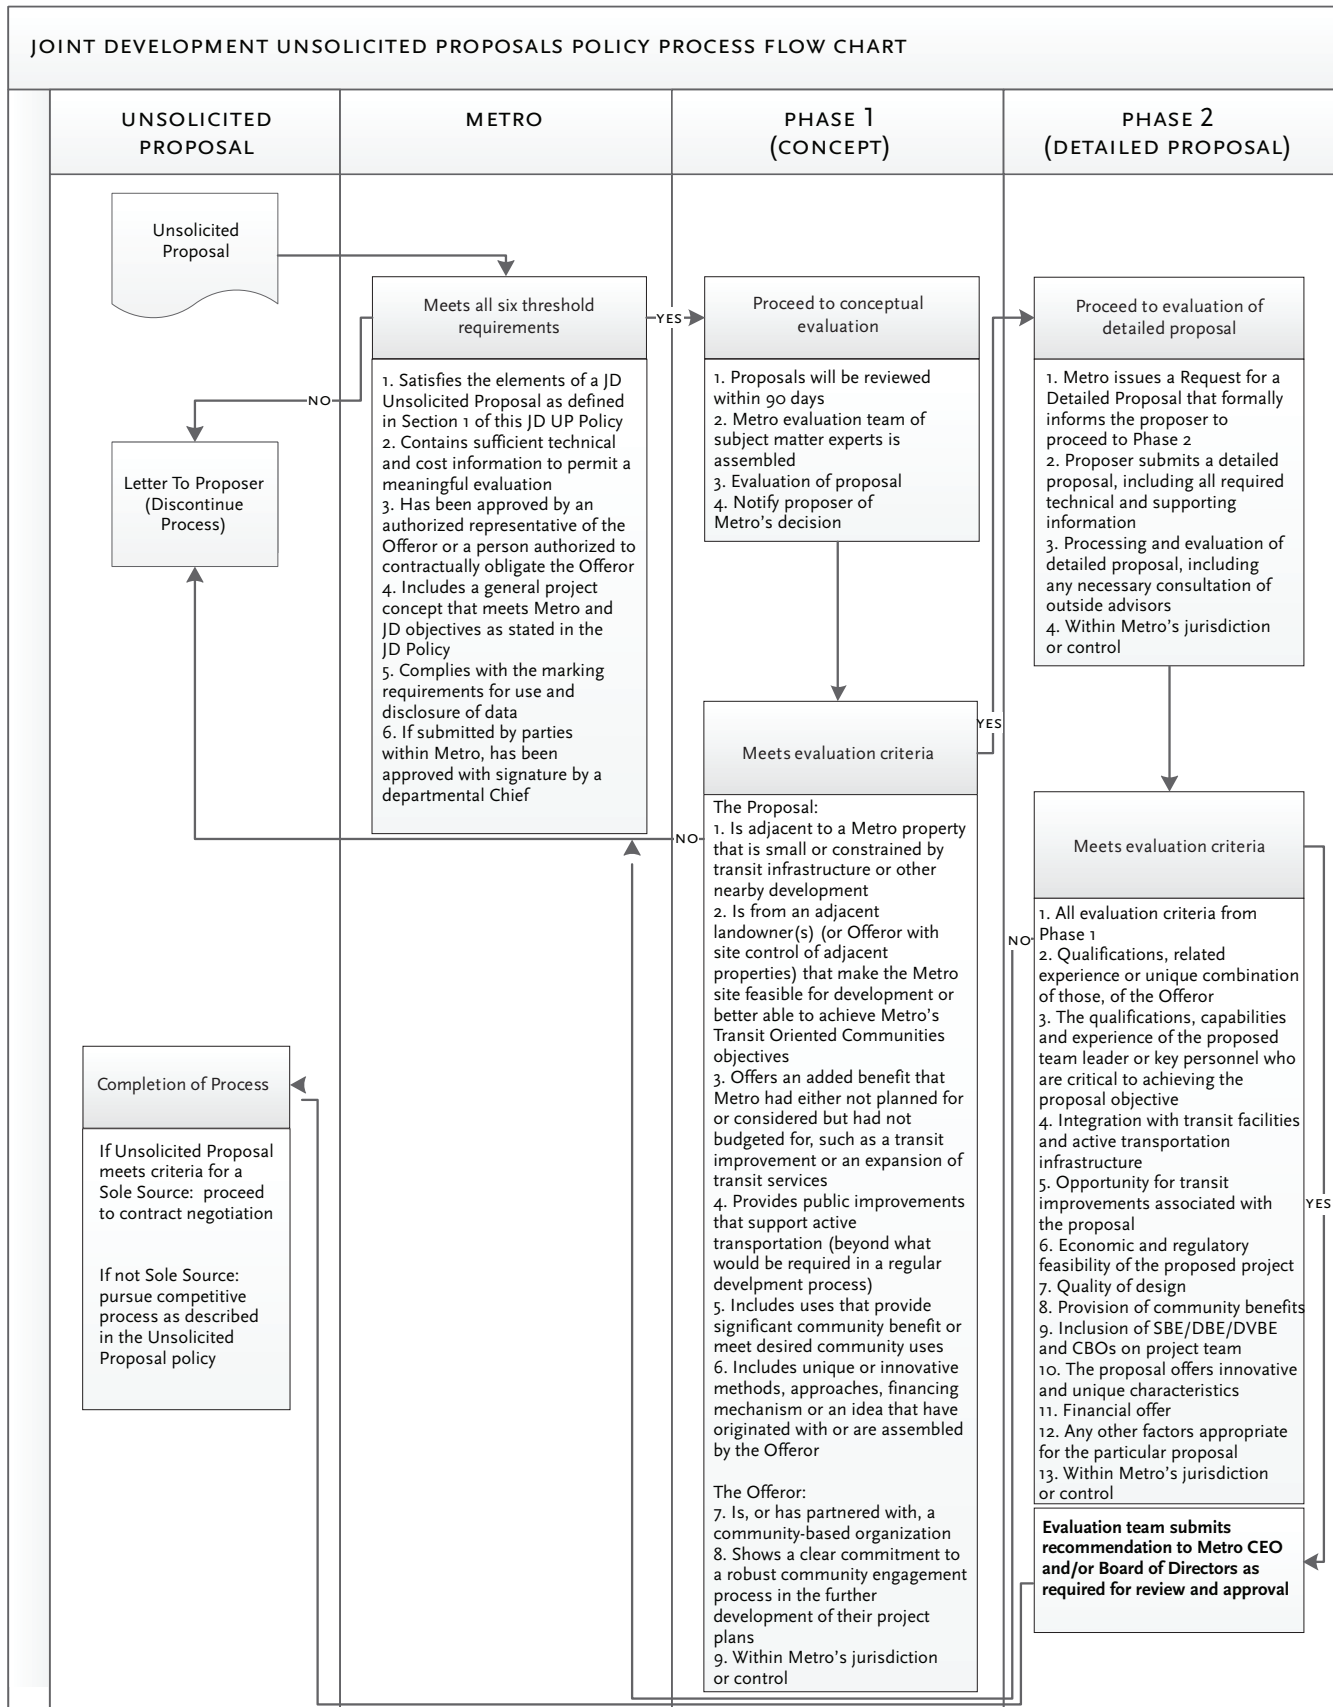 JOINT DEVELOPMENT UNSOLICITED PROPOSALS POLICY PROCESS FLOW CHART
UNSOLICITED
PROPOSAL
METRO
PHASE 1
(CONCEPT)
PHASE 2
(DETAILED PROPOSAL)
Unsolicited
Proposal
Meets all six threshold
requirements
YES
NO
1. Satisfies the elements of a JD
Unsolicited Proposal as defined
in Section 1 of this JD UP Policy
2. Contains sufficient technical
and cost information to permit a
meaningful evaluation
3. Has been approved by an
authorized representative of the
Offeror or a person authorized to
contractually obligate the Offeror
4. Includes a general project
concept that meets Metro and
JD objectives as stated in the
JD Policy
5. Complies with the marking
requirements for use and
disclosure of data
6. If submitted by parties
within Metro, has been
approved with signature by a
departmental Chief
Letter To Proposer
(Discontinue
Process)
Proceed to conceptual
evaluation
1. Proposals will be reviewed
within 90 days
2. Metro evaluation team of
subject matter experts is
assembled
3. Evaluation of proposal
4. Notify proposer of
Metro's decision
Meets evaluation criteria
YES
NO
The Proposal:
1. Is adjacent to a Metro property
that is small or constrained by
transit infrastructure or other
nearby development
2. Is from an adjacent
landowner(s) (or Offeror with
site control of adjacent
properties) that make the Metro
site feasible for development or
better able to achieve Metro's
Transit Oriented Communities
objectives
3. Offers an added benefit that
Metro had either not planned for
or considered but had not
budgeted for, such as a transit
improvement or an expansion of
transit services
4. Provides public improvements
that support active
transportation (beyond what
would be required in a regular
develpment process)
5. Includes uses that provide
significant community benefit or
meet desired community uses
6. Includes unique or innovative
methods, approaches, financing
mechanism or an idea that have
originated with or are assembled
by the Offeror
The Offeror:
7. Is, or has partnered with, a
community-based organization
8. Shows a clear commitment to
a robust community engagement
process in the further
development of their project
plans
9. Within Metro's jurisdiction
or control
Proceed to evaluation of
detailed proposal
1. Metro issues a Request for a
Detailed Proposal that formally
informs the proposer to
proceed to Phase 2
2. Proposer submits a detailed
proposal, including all required
technical and supporting
information
3. Processing and evaluation of
detailed proposal, including
any necessary consultation of
outside advisors
4. Within Metro's jurisdiction
or control
Meets evaluation criteria
NO
YES
1. All evaluation criteria from
Phase 1
2. Qualifications, related
experience or unique combination
of those, of the Offeror
3. The qualifications, capabilities
and experience of the proposed
team leader or key personnel who
are critical to achieving the
proposal objective
4. Integration with transit facilities
and active transportation
infrastructure
5. Opportunity for transit
improvements associated with
the proposal
6. Economic and regulatory
feasibility of the proposed project
7. Quality of design
8. Provision of community benefits
9. Inclusion of SBE/DBE/DVBE
and CBOs on project team
10. The proposal offers innovative
and unique characteristics
11. Financial offer
12. Any other factors appropriate
for the particular proposal
13. Within Metro's jurisdiction
or control
Evaluation team submits
recommendation to Metro CEO
and/or Board of Directors as
required for review and approval
Completion of Process
If Unsolicited Proposal
meets criteria for a
Sole Source: proceed
to contract negotiation
If not Sole Source:
pursue competitive
process as described
in the Unsolicited
Proposal policy